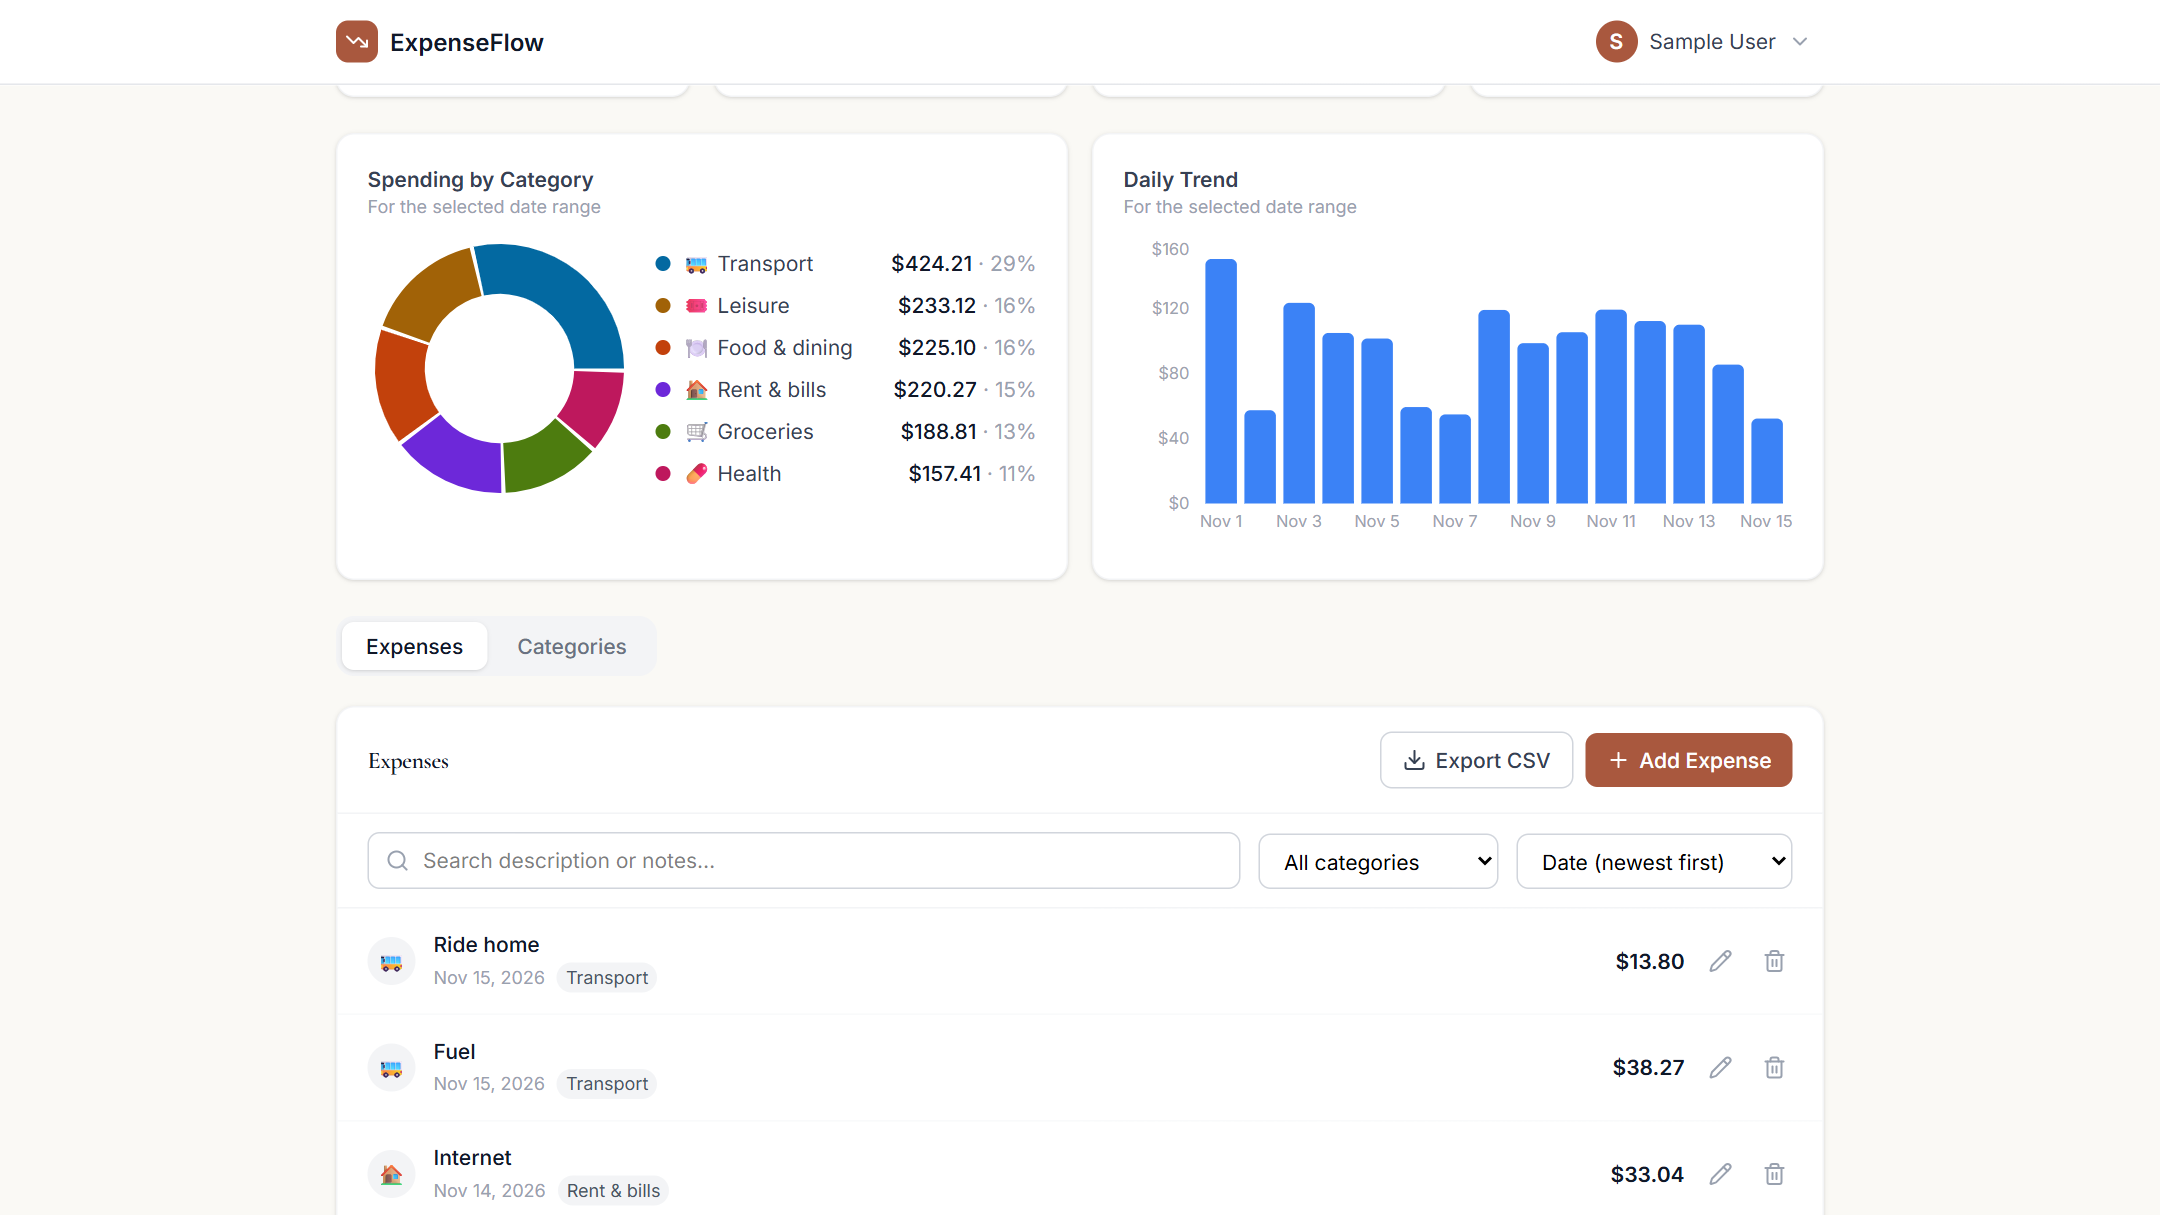 ExpenseFlow
S Sample User
Spending by Category
For the selected date range
Transport $424.21 · 29%
Leisure $233.12 · 16%
Food & dining $225.10 · 16%
Rent & bills $220.27 · 15%
Groceries $188.81 · 13%
Health $157.41 · 11%
Daily Trend
For the selected date range
$160
$120
$80
$40
$0
Nov 1 Nov 3 Nov 5 Nov 7 Nov 9 Nov 11 Nov 13 Nov 15
Expenses Categories
Expenses Export CSV Add Expense
Search description or notes... All categories Date (newest first)
Ride home
Nov 15, 2026 Transport
$13.80
Fuel
Nov 15, 2026 Transport
$38.27
Internet
Nov 14, 2026 Rent & bills
$33.04